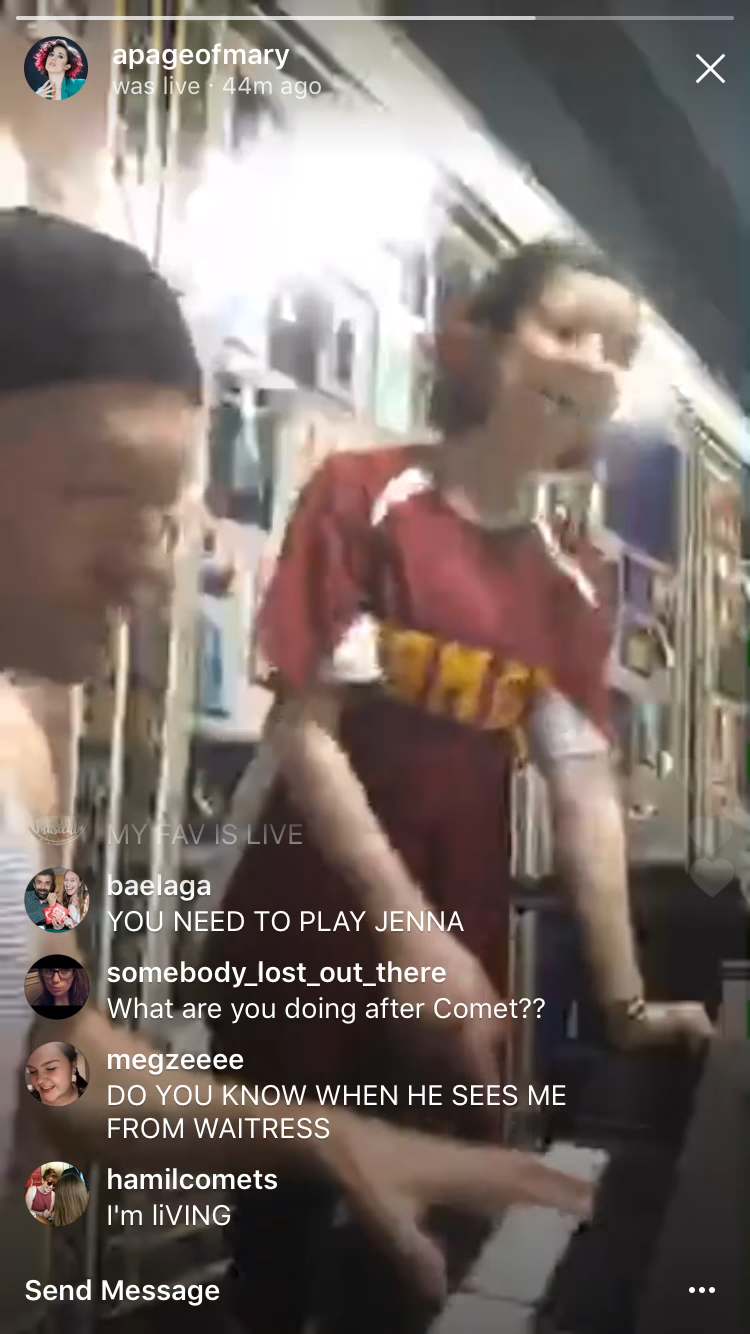 apageofmary
was live · 44m ago
MY FAV IS LIVE
baelaga
YOU NEED TO PLAY JENNA
somebody_lost_out_there
What are you doing after Comet??
megzeeee
DO YOU KNOW WHEN HE SEES ME
FROM WAITRESS
hamilcomets
I'm liVING
Send Message